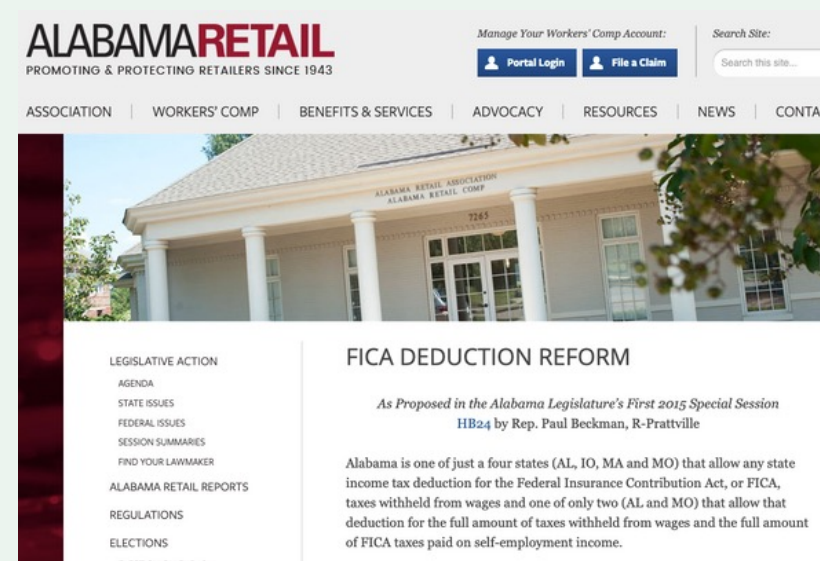 ALABAMARETAIL
PROMOTING & PROTECTING RETAILERS SINCE 1943
Manage Your Workers' Comp Account:
Portal Login
File a Claim
Search Site:
Search this site...
ASSOCIATION
WORKERS' COMP
BENEFITS & SERVICES
ADVOCACY
RESOURCES
NEWS
CONTA
ALABAMA RETAIL ASSOCIATION
ALABAMA RETAIL COMP
7265
LEGISLATIVE ACTION
AGENDA
STATE ISSUES
FEDERAL ISSUES
SESSION SUMMARIES
FIND YOUR LAWMAKER
ALABAMA RETAIL REPORTS
REGULATIONS
ELECTIONS
FICA DEDUCTION REFORM
As Proposed in the Alabama Legislature's First 2015 Special Session
HB24 by Rep. Paul Beckman, R-Prattville
Alabama is one of just a four states (AL, IO, MA and MO) that allow any state
income tax deduction for the Federal Insurance Contribution Act, or FICA,
taxes withheld from wages and one of only two (AL and MO) that allow that
deduction for the full amount of taxes withheld from wages and the full amount
of FICA taxes paid on self-employment income.